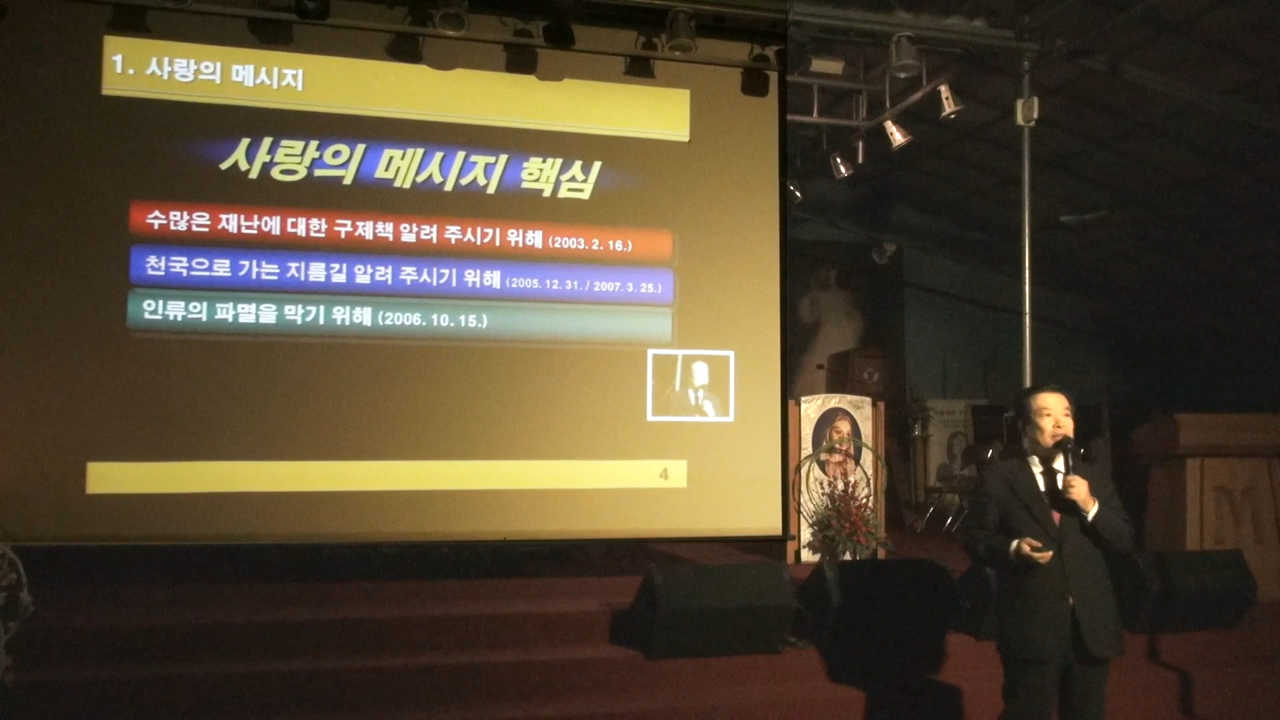 1. 사랑의 메시지
사랑의 메시지 핵심
수많은 재난에 대한 구제책 알려 주시기 위해 (2003. 2. 16.)
천국으로 가는 지름길 알려 주시기 위해 (2005. 12. 31. / 2007. 3. 25.)
인류의 파멸을 막기 위해 (2006. 10. 15.)
4
M